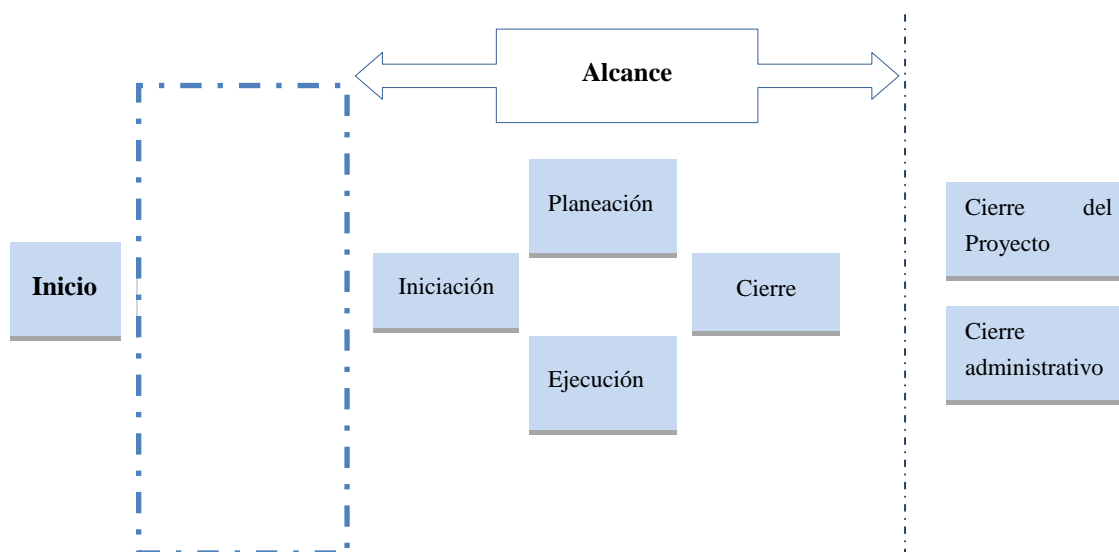 Alcance
Planeación
Inicio
Iniciación
Cierre
Ejecución
Cierre del
Proyecto
Cierre
administrativo